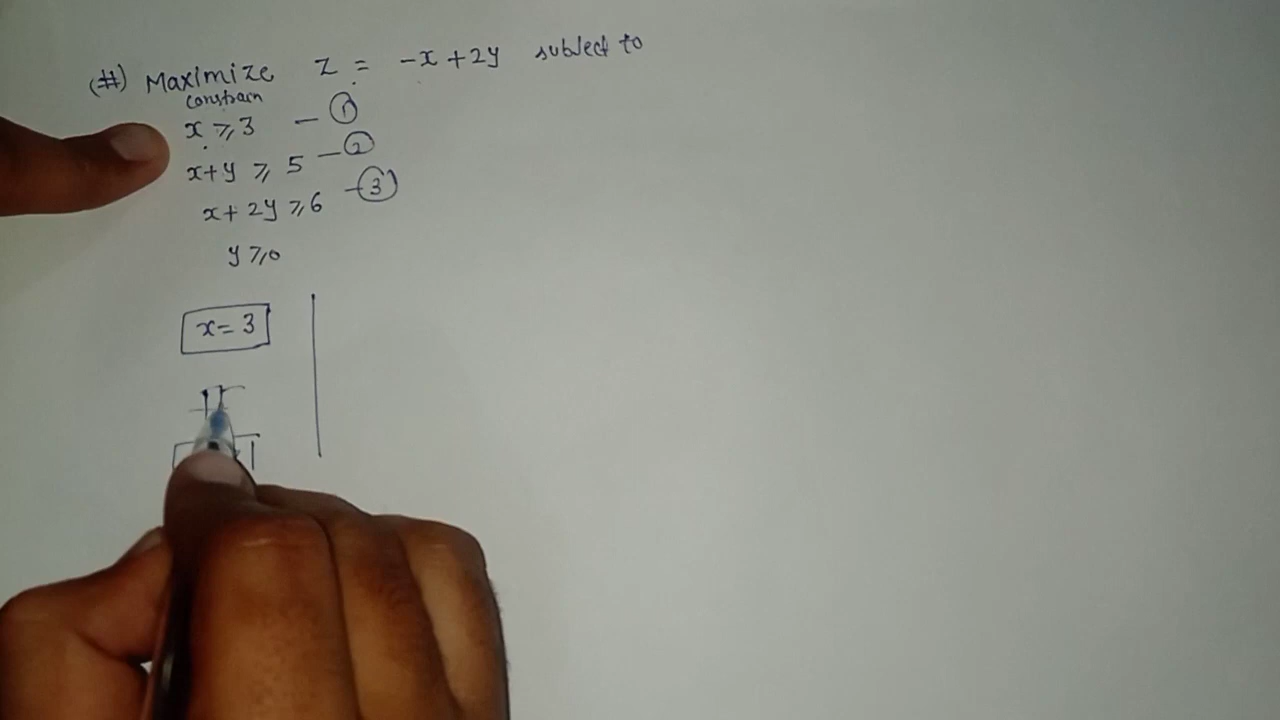 (#) Maximize Z = -x + 2y subject to
constrain
x ⩾ 3 — ①
x+y ⩾ 5 — ②
x + 2y ⩾ 6 — ③
y ⩾ 0
x = 3